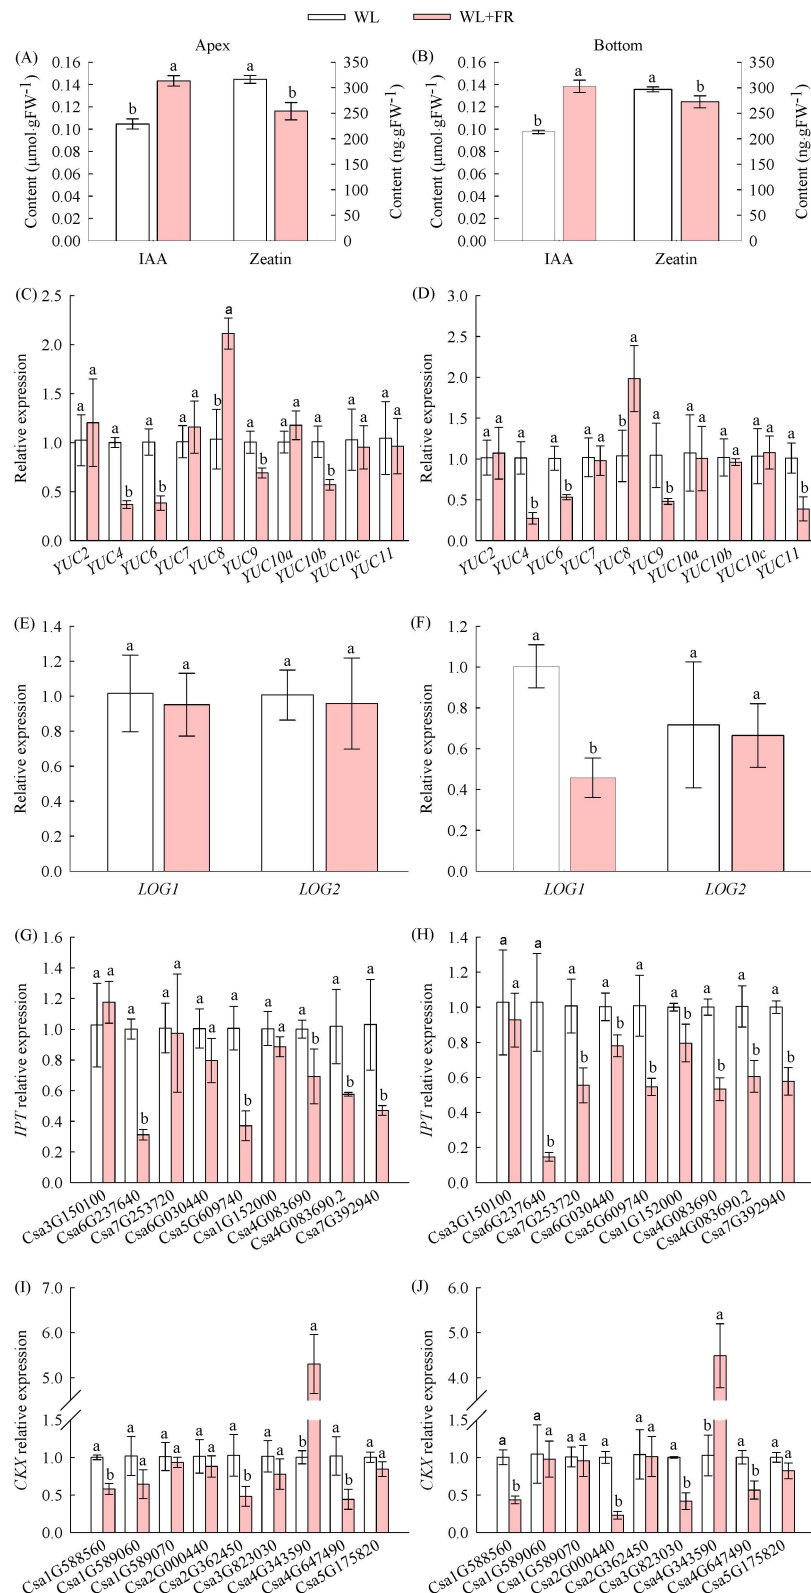 WL WL+FR
Apex Bottom
(A) (B)
Content (μmol·gFW-1)
0.16
0.14
0.12
0.10
0.08
0.06
0.04
0.02
0.00
b a a b
350
300
250
200
150
100
50
0
Content (ng·gFW-1)
IAA Zeatin
Content (μmol·gFW-1)
0.16
0.14
0.12
0.10
0.08
0.06
0.04
0.02
0.00
b a a b
350
300
250
200
150
100
50
0
Content (ng·gFW-1)
IAA Zeatin
(C)
Relative expression
2.5
2.0
1.5
1.0
0.5
0.0
a a a b a b a a b a a b a a a b a a a a
YUC2 YUC4 YUC6 YUC7 YUC8 YUC9 YUC10a YUC10b YUC10c YUC11
(D)
Relative expression
3.0
2.5
2.0
1.5
1.0
0.5
0.0
a a a b a b a a b a a b a a a a a a a b
YUC2 YUC4 YUC6 YUC7 YUC8 YUC9 YUC10a YUC10b YUC10c YUC11
(E)
Relative expression
1.4
1.2
1.0
0.8
0.6
0.4
0.2
0.0
a a a a
LOG1 LOG2
(F)
Relative expression
1.2
1.0
0.8
0.6
0.4
0.2
0.0
a b a a
LOG1 LOG2
(G)
IPT relative expression
1.6
1.4
1.2
1.0
0.8
0.6
0.4
0.2
0.0
a a a b a a a a a b a a a b a b a b
Csa3G150100 Csa6G237640 Csa7G253720 Csa6G030440 Csa5G609740 Csa1G152000 Csa4G083690 Csa4G083690.2 Csa7G392940
(H)
IPT relative expression
1.4
1.2
1.0
0.8
0.6
0.4
0.2
0.0
a a a b a b a b a b a b a b a b a b
Csa3G150100 Csa6G237640 Csa7G253720 Csa6G030440 Csa5G609740 Csa1G152000 Csa4G083690 Csa4G083690.2 Csa7G392940
(I)
CKX relative expression
7.0
6.0
5.0
1.5
1.0
0.5
0.0
a b a b a a a a a b a a b a a b a a
Csa1G588560 Csa1G589060 Csa1G589070 Csa2G000440 Csa2G362450 Csa3G823030 Csa4G343590 Csa4G647490 Csa5G175820
(J)
CKX relative expression
6.0
5.0
4.0
1.5
1.0
0.5
0.0
a b a a a a a b a a a b b a a b a a
Csa1G588560 Csa1G589060 Csa1G589070 Csa2G000440 Csa2G362450 Csa3G823030 Csa4G343590 Csa4G647490 Csa5G175820